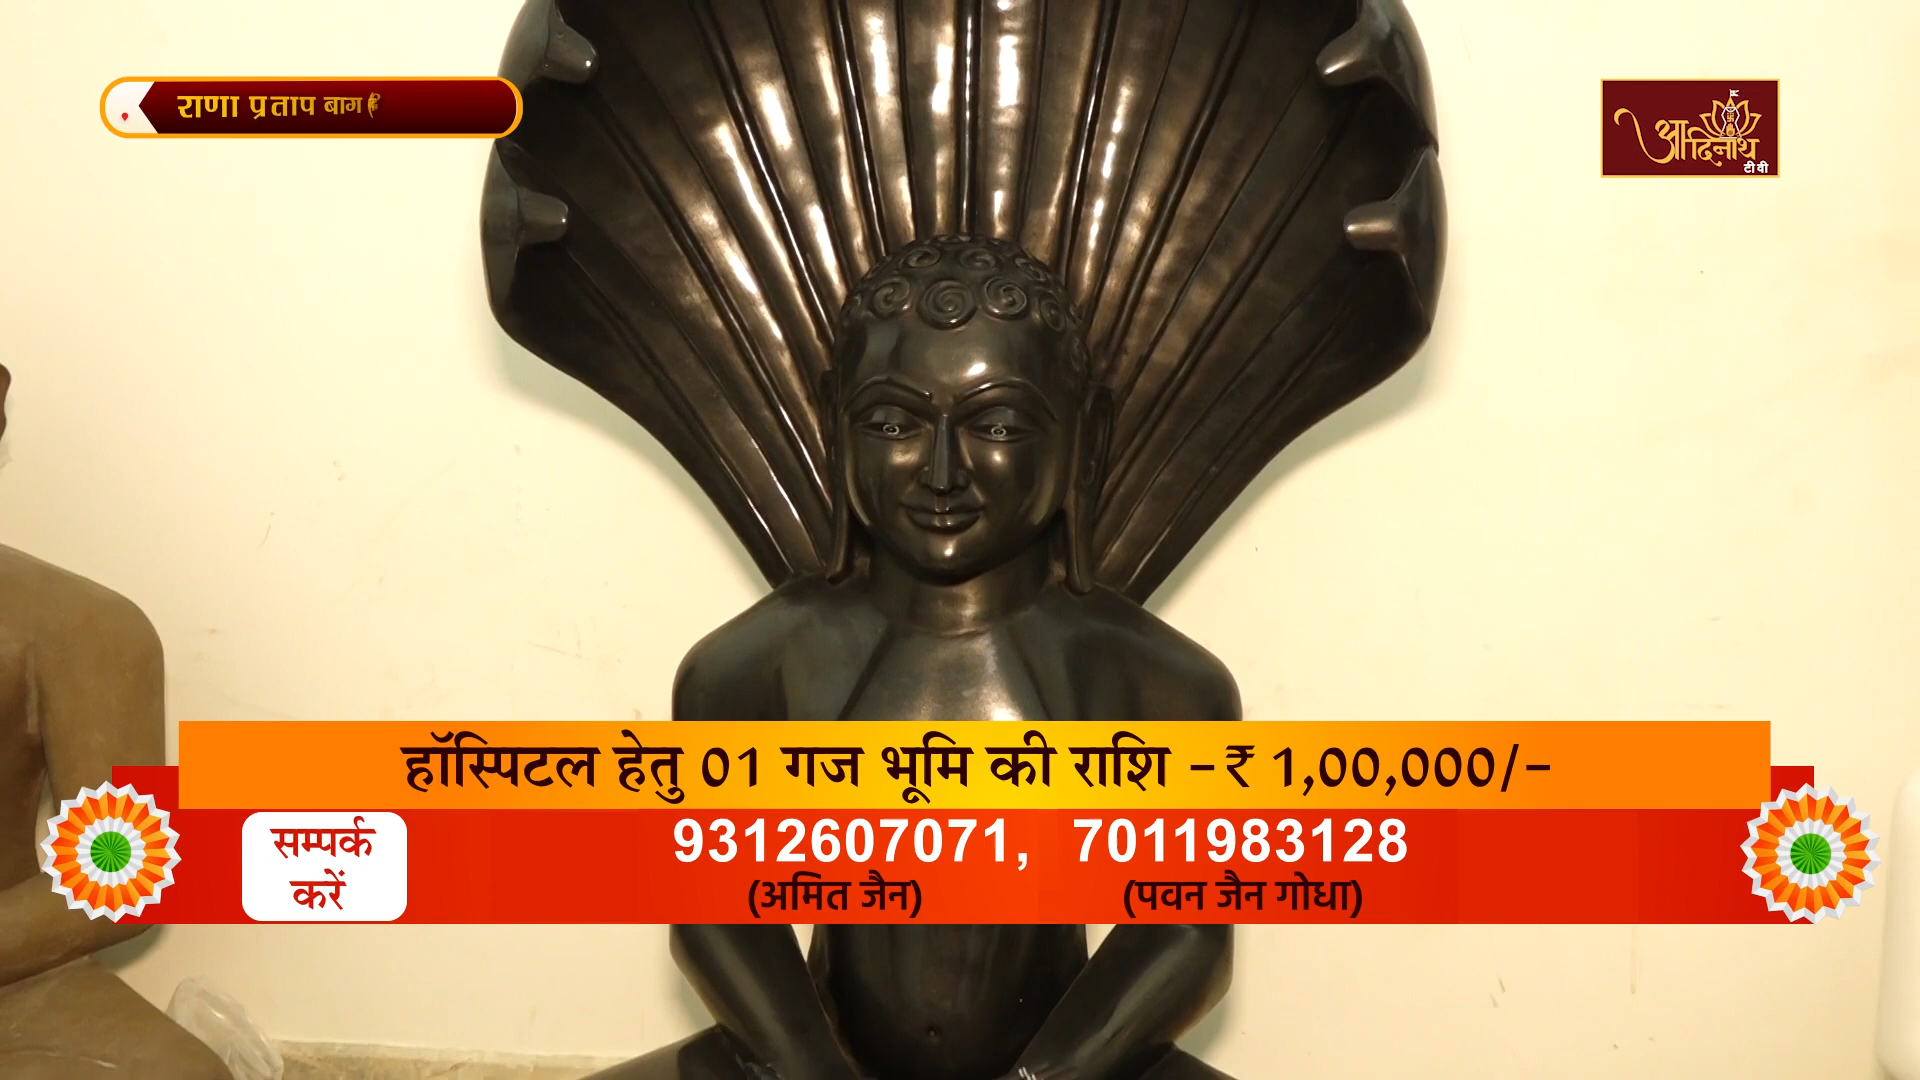 राणा प्रताप बाग
आदिनाथ
टीवी
हॉस्पिटल हेतु 01 गज भूमि की राशि -₹ 1,00,000/-
सम्पर्क
करें
9312607071, 7011983128
(अमित जैन) (पवन जैन गोधा)